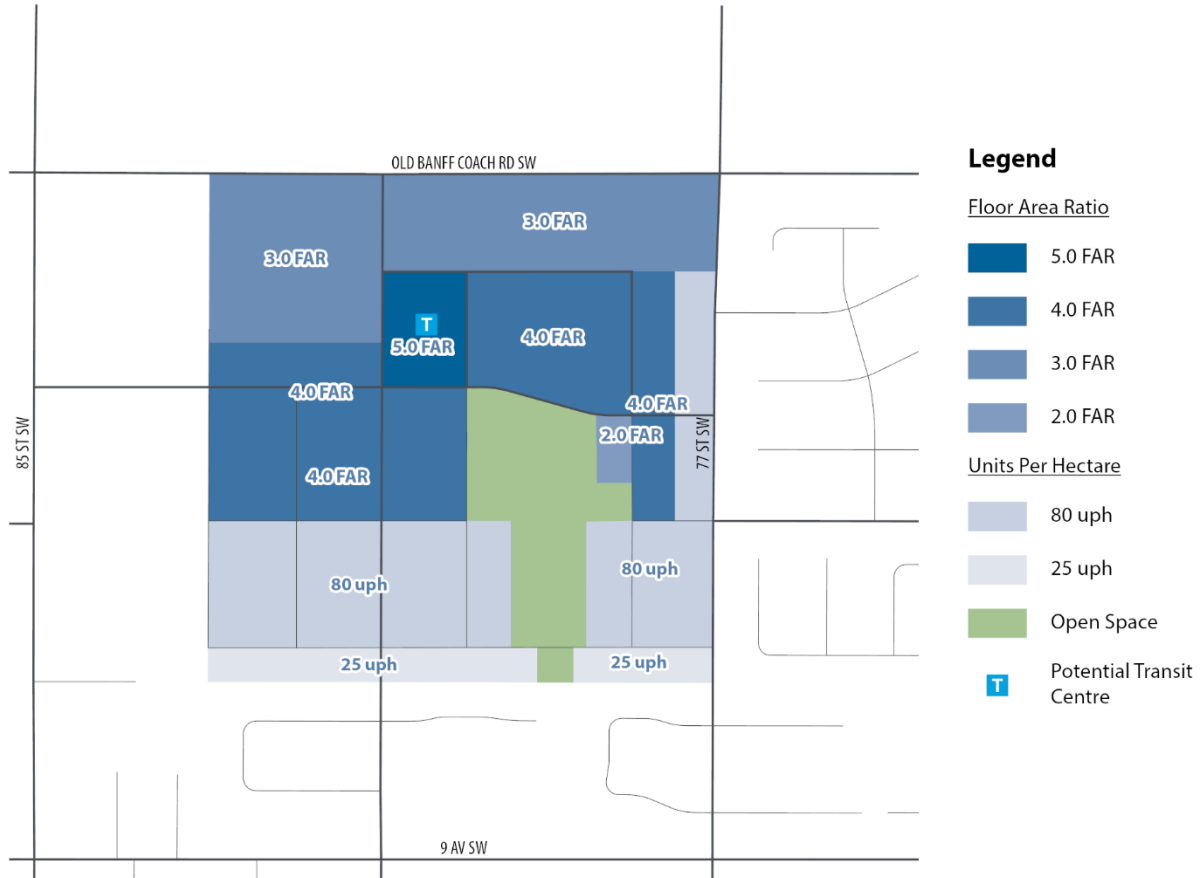 OLD BANFF COACH RD SW
3.0 FAR
3.0 FAR
T
5.0 FAR
4.0 FAR
4.0 FAR
4.0 FAR
2.0 FAR
4.0 FAR
85 ST SW
77 ST SW
80 uph
80 uph
25 uph
25 uph
9 AV SW
Legend
Floor Area Ratio
5.0 FAR
4.0 FAR
3.0 FAR
2.0 FAR
Units Per Hectare
80 uph
25 uph
Open Space
T
Potential Transit
Centre